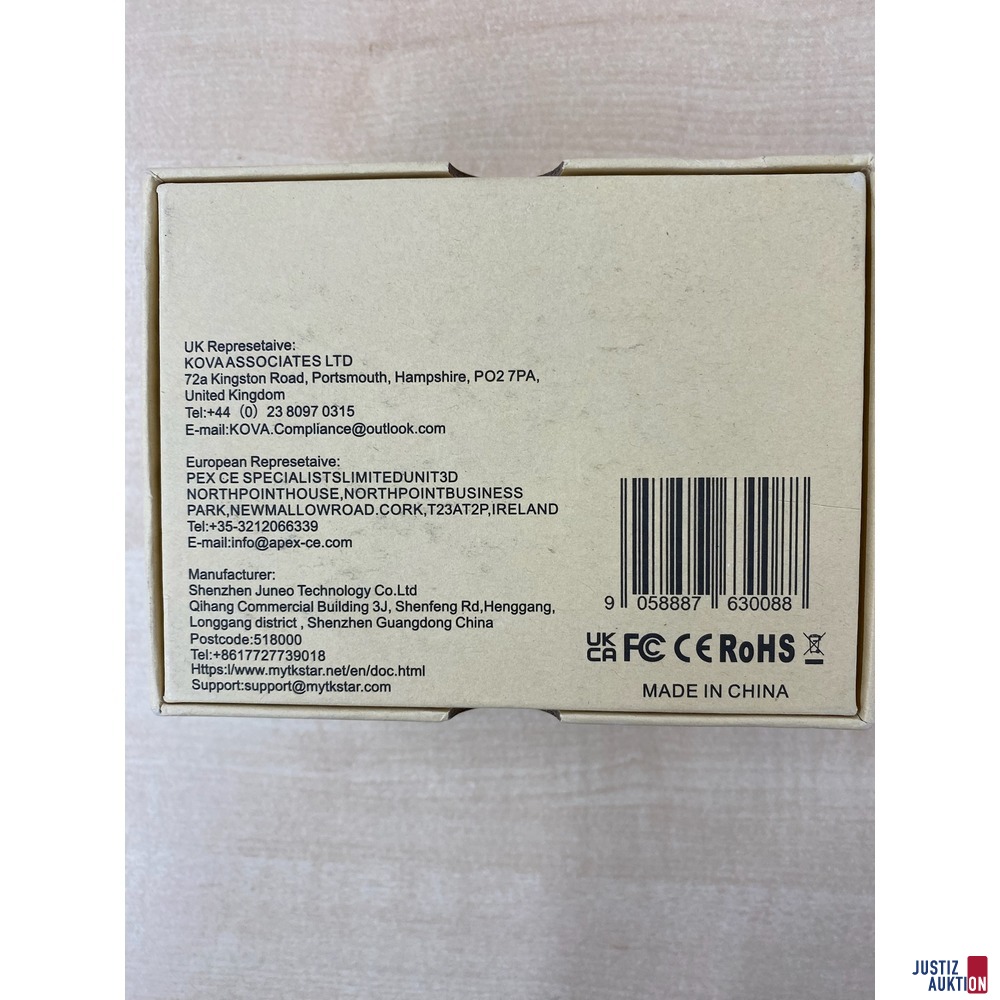 UK Represetaive:
KOVAASSOCIATES LTD
72a Kingston Road, Portsmouth, Hampshire, PO2 7PA,
United Kingdom
Tel:+44（0）23 8097 0315
E-mail:KOVA.Compliance@outlook.com
European Represetaive:
PEX CE SPECIALISTSLIMITEDUNIT3D
NORTHPOINTHOUSE,NORTHPOINTBUSINESS
PARK,NEWMALLOWROAD.CORK,T23AT2P,IRELAND
Tel:+35-3212066339
E-mail:info@apex-ce.com
Manufacturer:
Shenzhen Juneo Technology Co.Ltd
Qihang Commercial Building 3J, Shenfeng Rd,Henggang,
Longgang district , Shenzhen Guangdong China
Postcode:518000
Tel:+8617727739018
Https:/www.mytkstar.net/en/doc.html
Support:support@mytkstar.com
9 058887 630088
UK CA FC CE RoHS
MADE IN CHINA
JUSTIZ
AUKTION